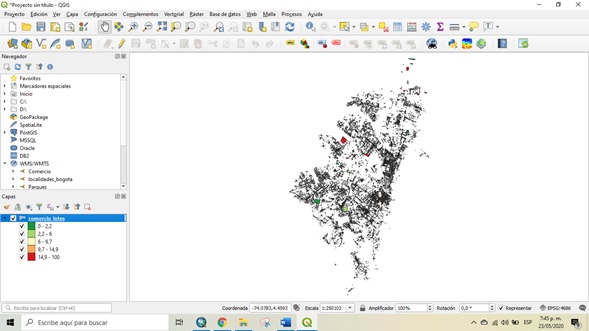 *Proyecto sin título - QGIS
Proyecto Edición Ver Capa Configuración Complementos Vectorial Ráster Base de datos Web Malla Procesos Ayuda
Navegador
Favoritos
Marcadores espaciales
Inicio
C:\
D:\
GeoPackage
SpatiaLite
PostGIS
MSSQL
Oracle
DB2
WMS/WMTS
Comercio
localidades_bogota
Parques
Capas
comercio lotes
0 - 2,2
2,2 - 6
6 - 9,7
9,7 - 14,9
14,9 - 100
Escriba para localizar (Ctrl+K)
Coordenada -74.0783,4.4593
Escala 1:250102
Amplificador 100%
Rotación 0,0 °
Representar
EPSG:4686
Escribe aquí para buscar
ESP
7:45 p. m.
23/05/2020